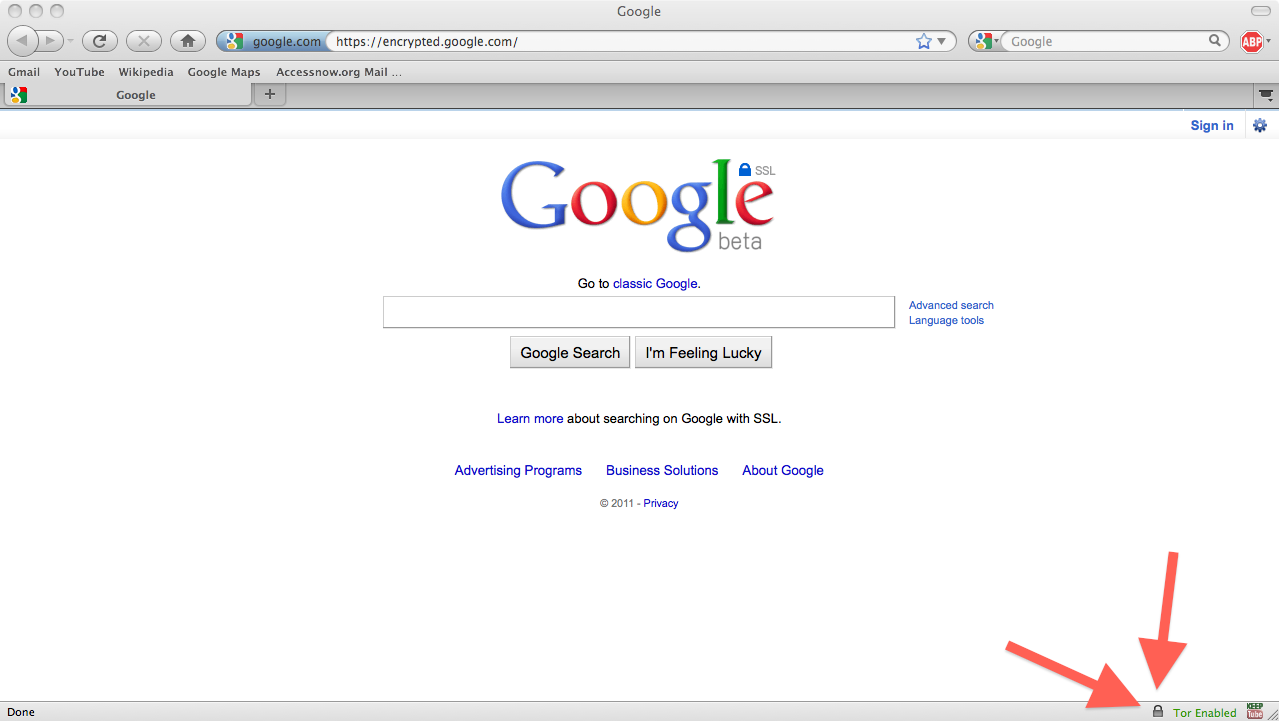 Google
google.com https://encrypted.google.com/ Google ABP
Gmail YouTube Wikipedia Google Maps Accessnow.org Mail ...
Google +
Sign in
Google SSL
beta
Go to classic Google.
Advanced search
Language tools
Google Search I'm Feeling Lucky
Learn more about searching on Google with SSL.
Advertising Programs Business Solutions About Google
© 2011 - Privacy
Done Tor Enabled KEEP
Tube